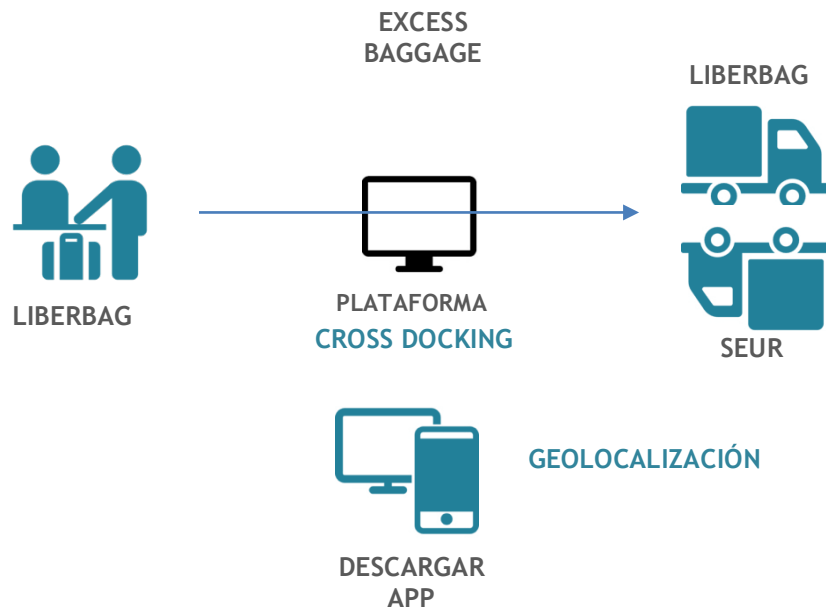 EXCESS
BAGGAGE
LIBERBAG
LIBERBAG
PLATAFORMA
CROSS DOCKING
SEUR
GEOLOCALIZACIÓN
DESCARGAR
APP